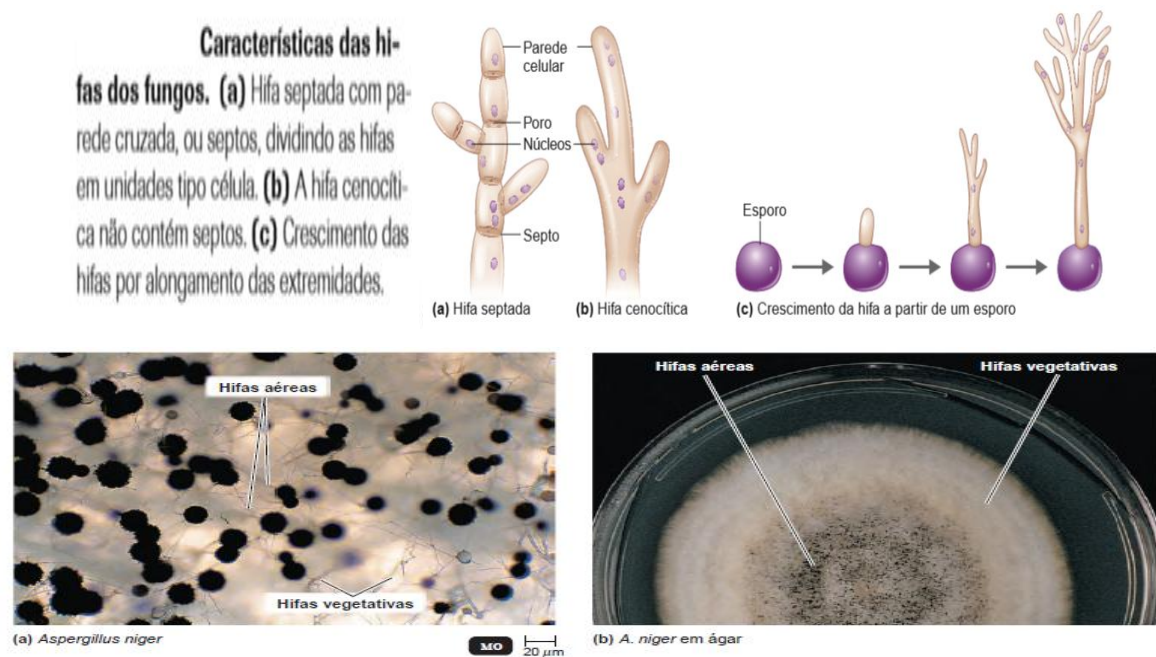 Características das hi-
fas dos fungos. (a) Hifa septada com pa-
rede cruzada, ou septos, dividindo as hifas
em unidades tipo célula. (b) A hifa cenocíti-
ca não contém septos. (c) Crescimento das
hifas por alongamento das extremidades.
Parede
celular
Poro
Núcleos
Septo
(a) Hifa septada
(b) Hifa cenocítica
Esporo
(c) Crescimento da hifa a partir de um esporo
Hifas aéreas
Hifas vegetativas
(a) Aspergillus niger
MO
20 μm
Hifas aéreas
Hifas vegetativas
(b) A. niger em ágar